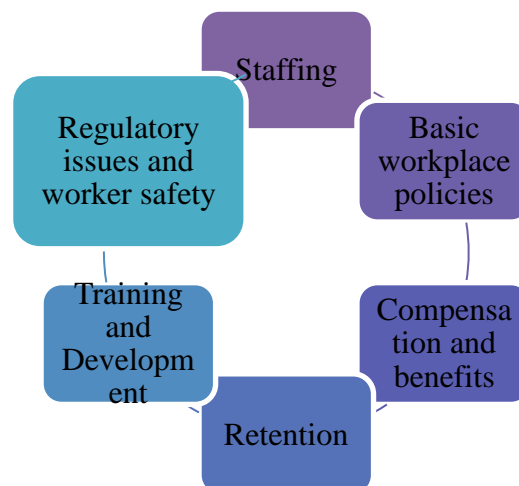 Staffing
Basic
workplace
policies
Compensa
tion and
benefits
Retention
Training
and
Developm
ent
Regulatory
issues and
worker safety